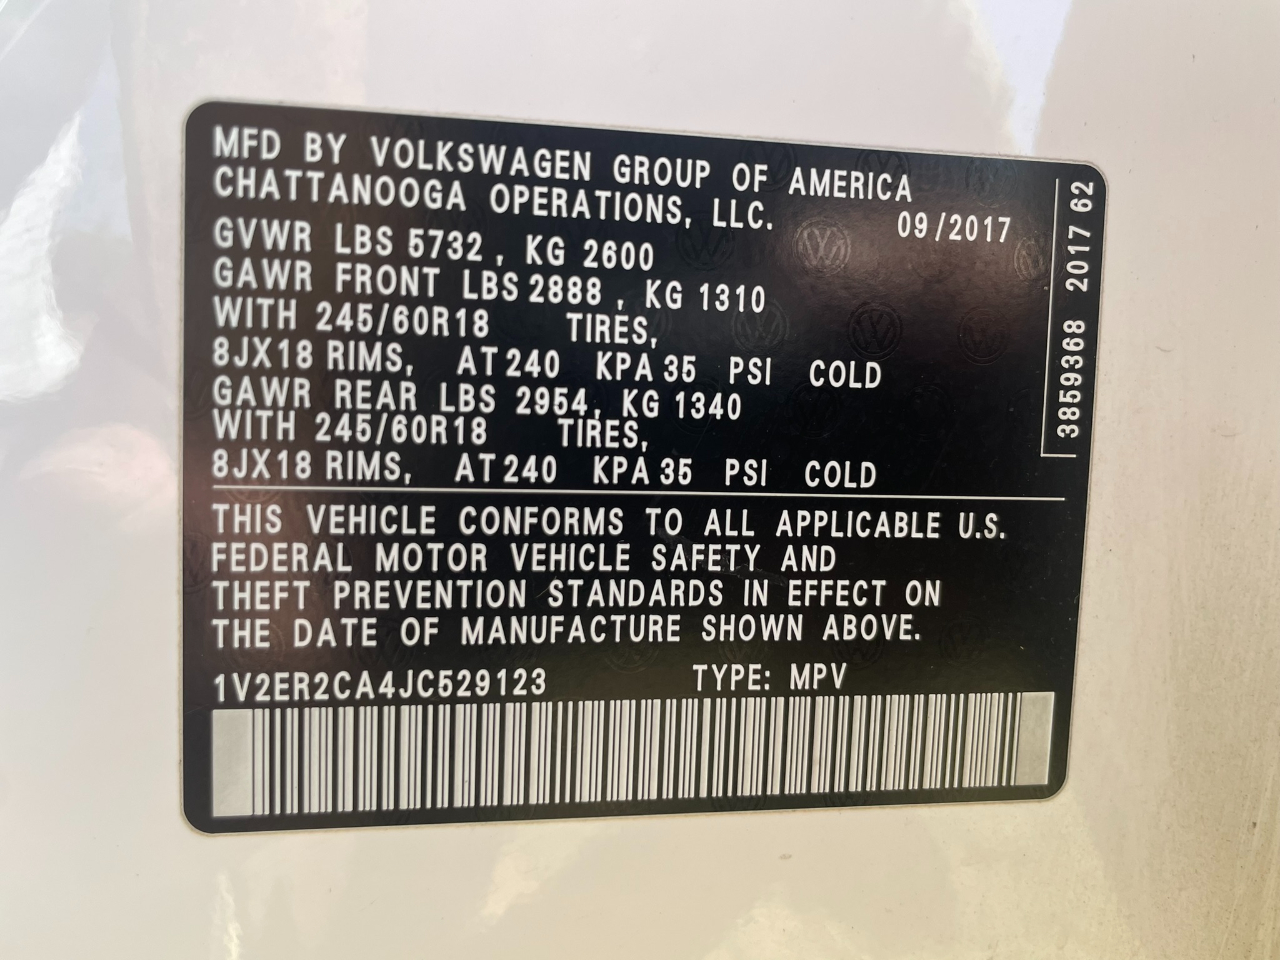 MFD BY VOLKSWAGEN GROUP OF AMERICA
CHATTANOOGA OPERATIONS, LLC. 09/2017
GVWR LBS 5732 , KG 2600
GAWR FRONT LBS 2888 , KG 1310
WITH 245/60R18 TIRES,
8JX18 RIMS, AT 240 KPA 35 PSI COLD
GAWR REAR LBS 2954, KG 1340
WITH 245/60R18 TIRES,
8JX18 RIMS, AT 240 KPA 35 PSI COLD
THIS VEHICLE CONFORMS TO ALL APPLICABLE U.S.
FEDERAL MOTOR VEHICLE SAFETY AND
THEFT PREVENTION STANDARDS IN EFFECT ON
THE DATE OF MANUFACTURE SHOWN ABOVE.
1V2ER2CA4JC529123 TYPE: MPV
3859368 2017 62